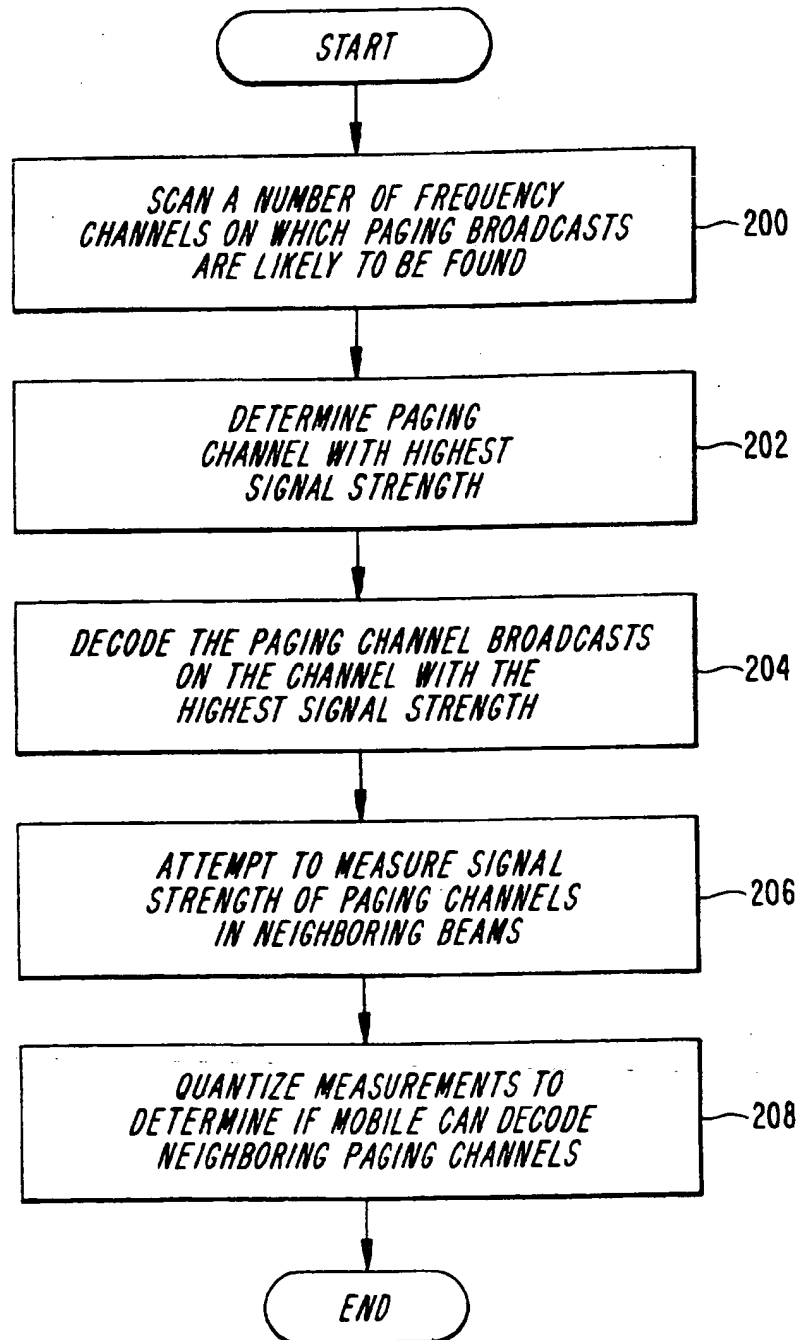 START
SCAN A NUMBER OF FREQUENCY
CHANNELS ON WHICH PAGING BROADCASTS
ARE LIKELY TO BE FOUND
200
DETERMINE PAGING
CHANNEL WITH HIGHEST
SIGNAL STRENGTH
202
DECODE THE PAGING CHANNEL BROADCASTS
ON THE CHANNEL WITH THE
HIGHEST SIGNAL STRENGTH
204
ATTEMPT TO MEASURE SIGNAL
STRENGTH OF PAGING CHANNELS
IN NEIGHBORING BEAMS
206
QUANTIZE MEASUREMENTS TO
DETERMINE IF MOBILE CAN DECODE
NEIGHBORING PAGING CHANNELS
208
END